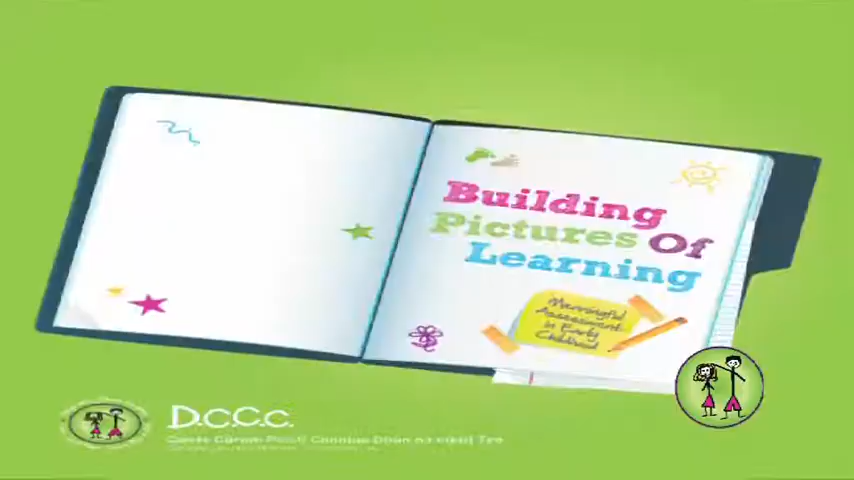 Building
Pictures Of
Learning
Meaningful
Assessment
in Early
Childhood
D.C.C.C.